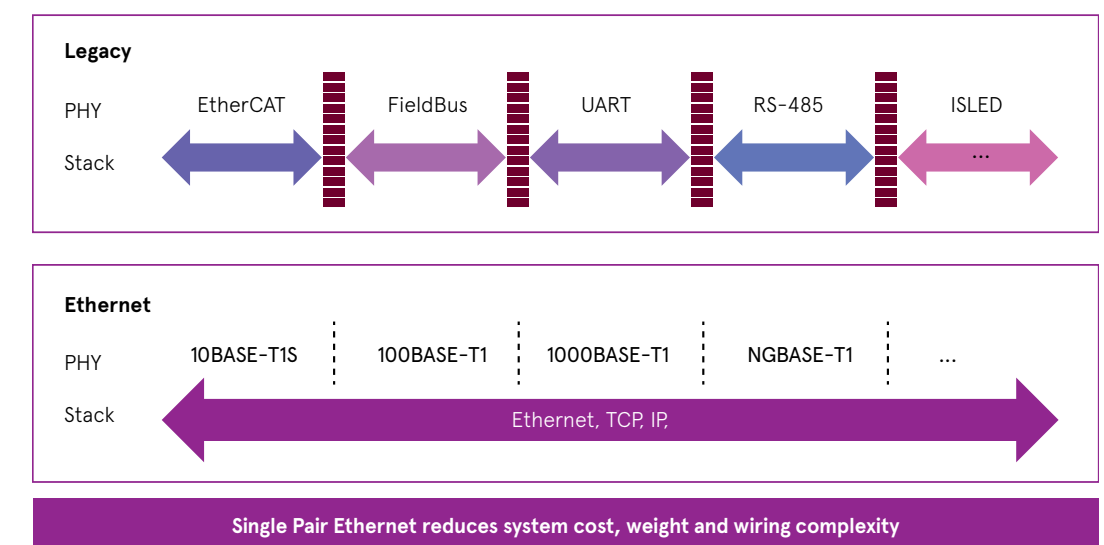 Legacy
PHY EtherCAT FieldBus UART RS-485 ISLED
Stack ...
Ethernet
PHY 10BASE-T1S 100BASE-T1 1000BASE-T1 NGBASE-T1 ...
Stack Ethernet, TCP, IP,
Single Pair Ethernet reduces system cost, weight and wiring complexity